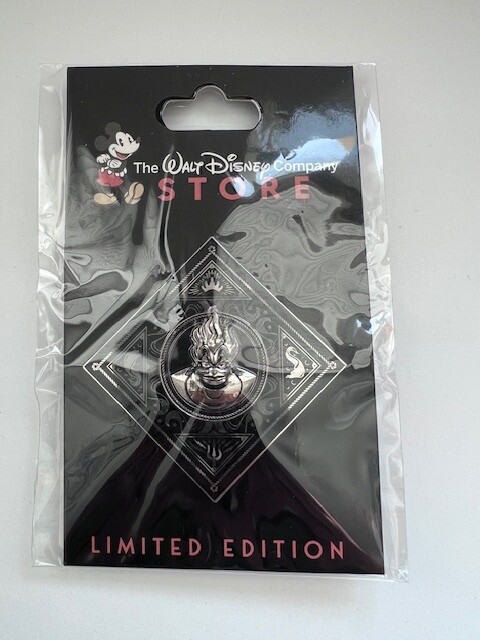 The WALT DISNEY Company
STORE
LIMITED EDITION